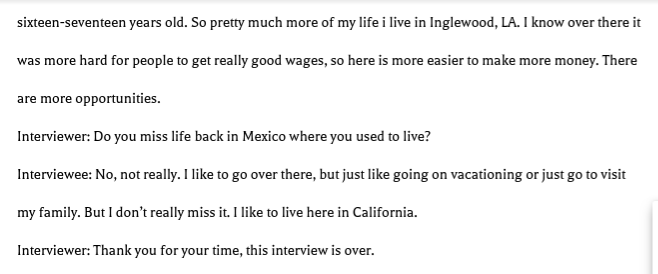 sixteen-seventeen years old. So pretty much more of my life i live in Inglewood, LA. I know over there it
was more hard for people to get really good wages, so here is more easier to make more money. There
are more opportunities.
Interviewer: Do you miss life back in Mexico where you used to live?
Interviewee: No, not really. I like to go over there, but just like going on vacationing or just go to visit
my family. But I don’t really miss it. I like to live here in California.
Interviewer: Thank you for your time, this interview is over.